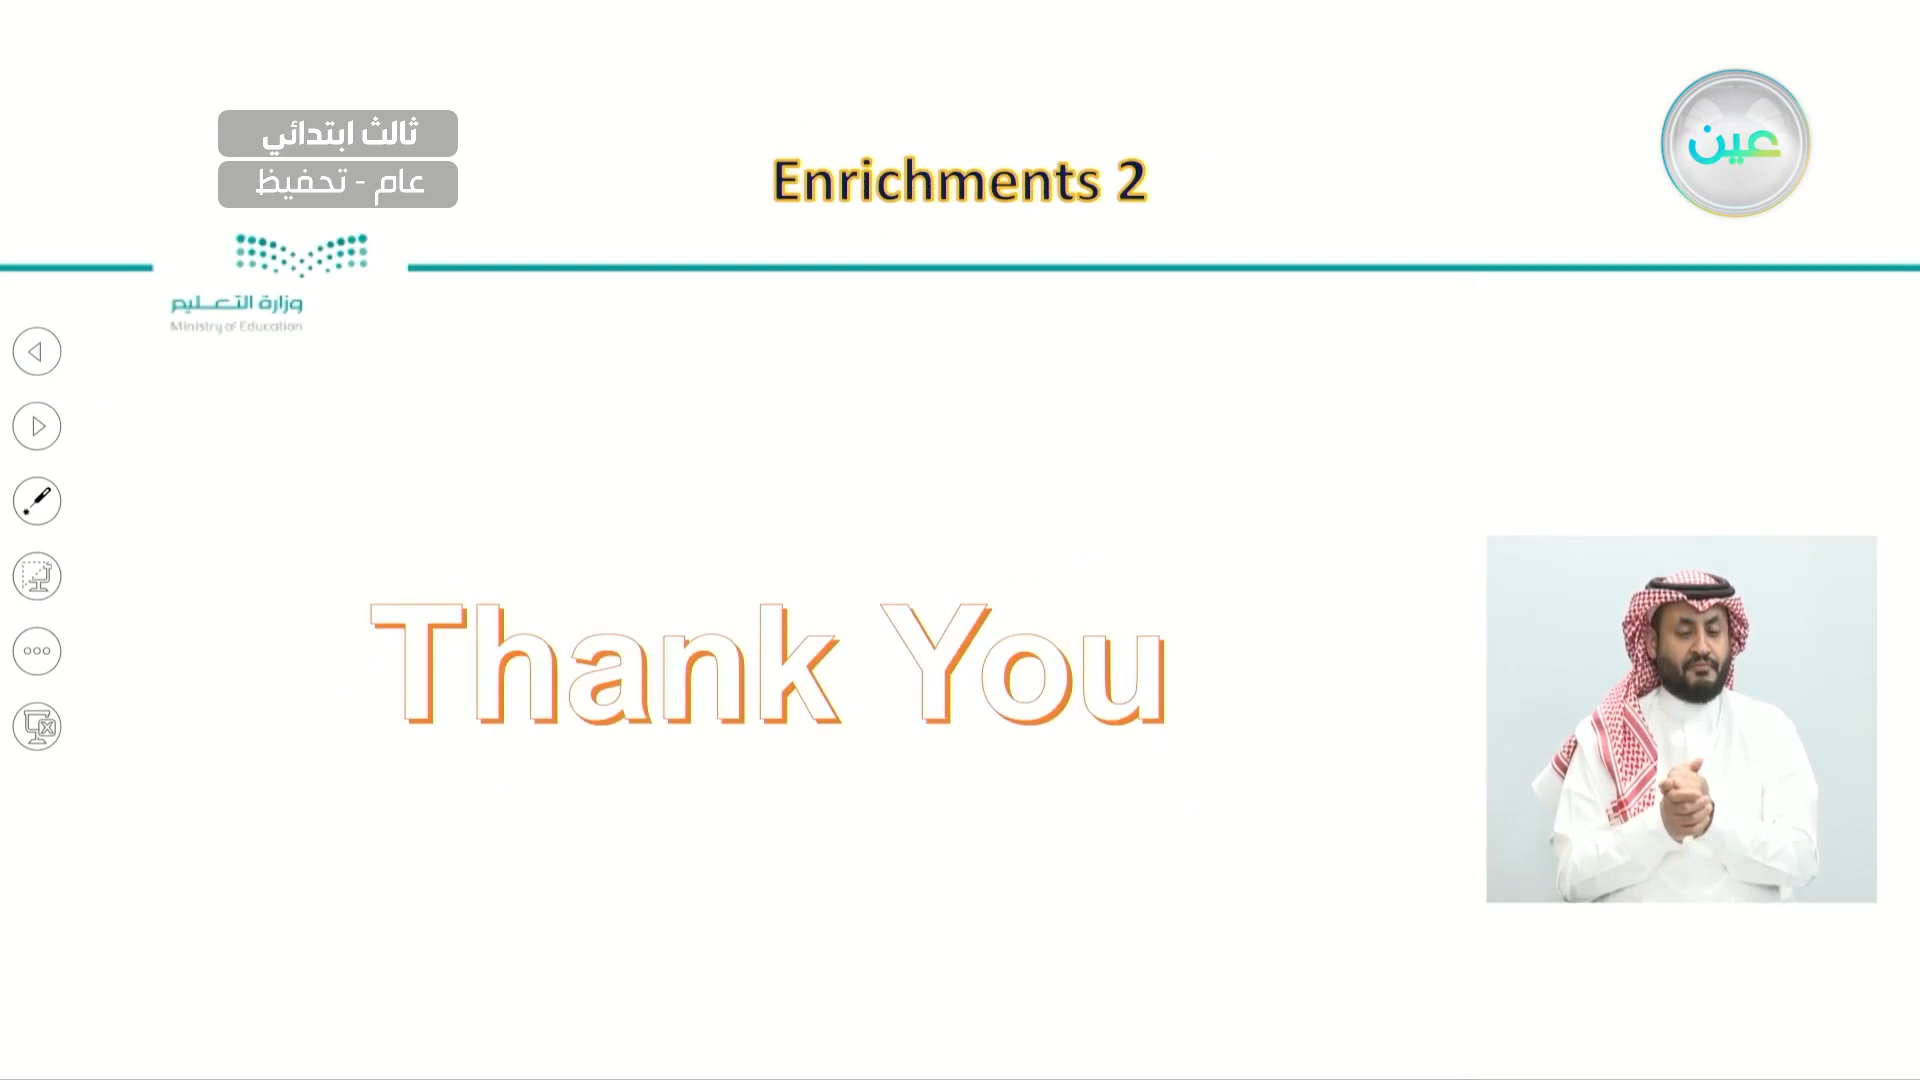 ثالث ابتدائي
عام - تحفيظ
Enrichments 2
عين
وزارة التعليم
Ministry of Education
Thank You